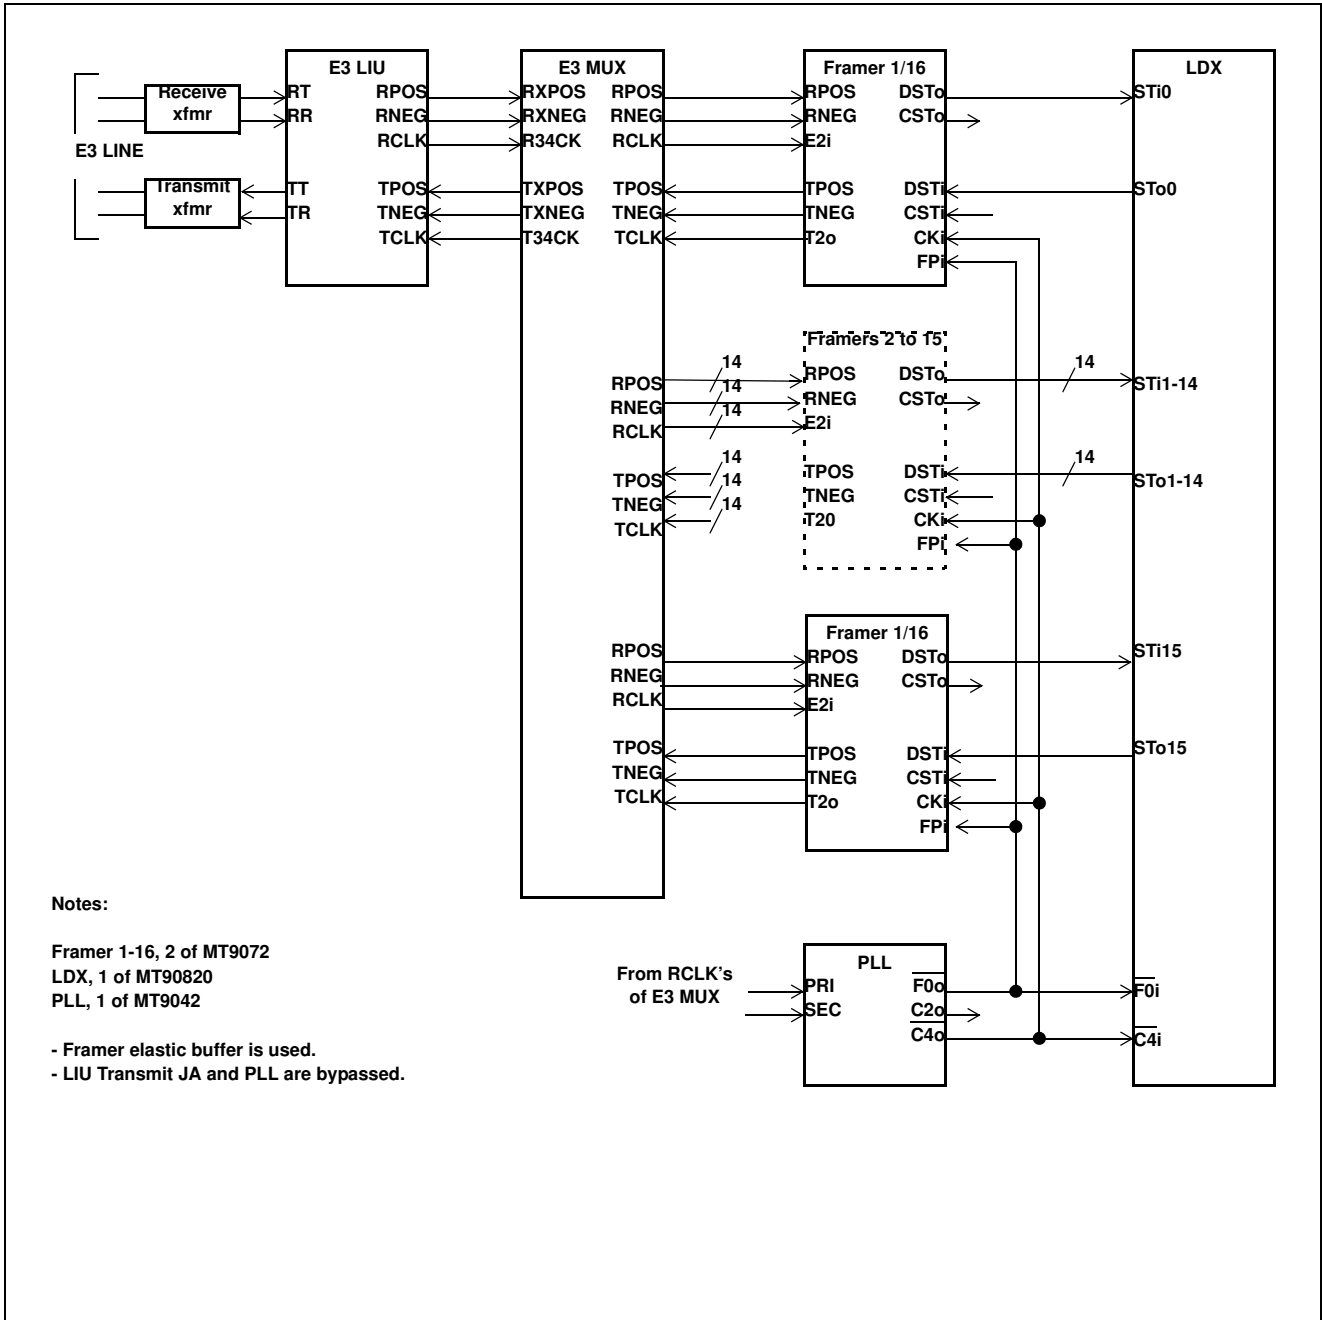 E3 LIU
E3 MUX
Framer 1/16
LDX
Receive
xfmr
RT
RR
RPOS
RNEG
RCLK
RXPOS
RXNEG
R34CK
RPOS
RNEG
RCLK
RPOS
RNEG
E2i
DSTo
CSTo
STi0
E3 LINE
Transmit
xfmr
TT
TR
TPOS
TNEG
TCLK
TXPOS
TXNEG
T34CK
TPOS
TNEG
TCLK
TPOS
TNEG
T2o
DSTi
CSTi
CKi
FPi
STo0
Framers 2 to 15
RPOS
RNEG
RCLK
14
14
14
RPOS
RNEG
E2i
DSTo
CSTo
14
STi1-14
TPOS
TNEG
TCLK
14
14
14
TPOS
TNEG
T20
DSTi
CSTi
CKi
FPi
14
STo1-14
Framer 1/16
RPOS
RNEG
RCLK
RPOS
RNEG
E2i
DSTo
CSTo
STi15
TPOS
TNEG
TCLK
TPOS
TNEG
T2o
DSTi
CSTi
CKi
FPi
STo15
Notes:
Framer 1-16, 2 of MT9072
LDX, 1 of MT90820
PLL, 1 of MT9042
- Framer elastic buffer is used.
- LIU Transmit JA and PLL are bypassed.
From RCLK's
of E3 MUX
PLL
PRI
SEC
F0o
C2o
C4o
F0i
C4i